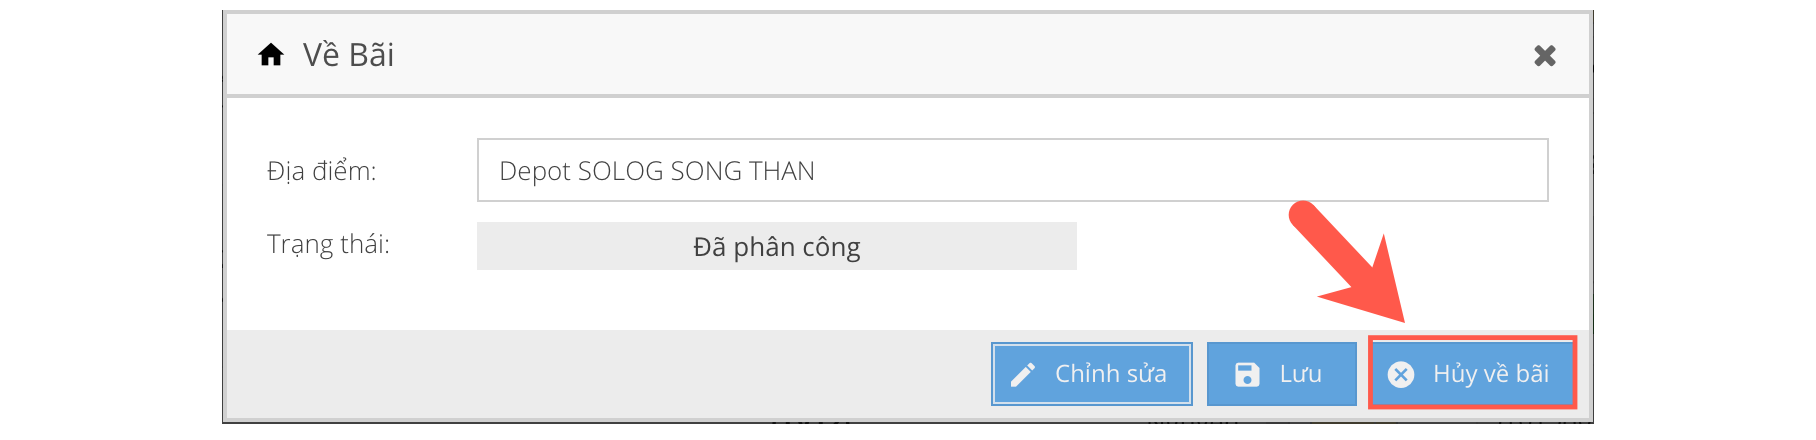 Về Bãi
Địa điểm: Depot SOLOG SONG THAN
Trạng thái: Đã phân công
Chỉnh sửa Lưu Hủy về bãi